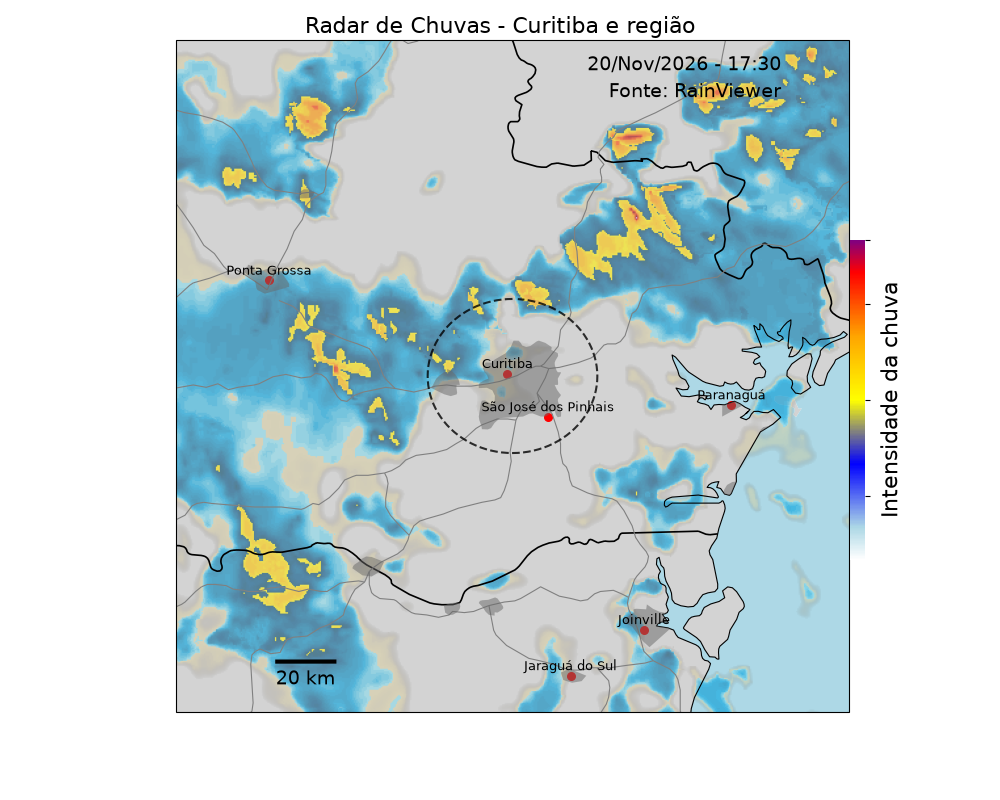 Radar de Chuvas - Curitiba e região
20/Nov/2026 - 17:30
Fonte: RainViewer
Ponta Grossa
Curitiba
São José dos Pinhais
Paranaguá
Joinville
Jaraguá do Sul
20 km
Intensidade da chuva